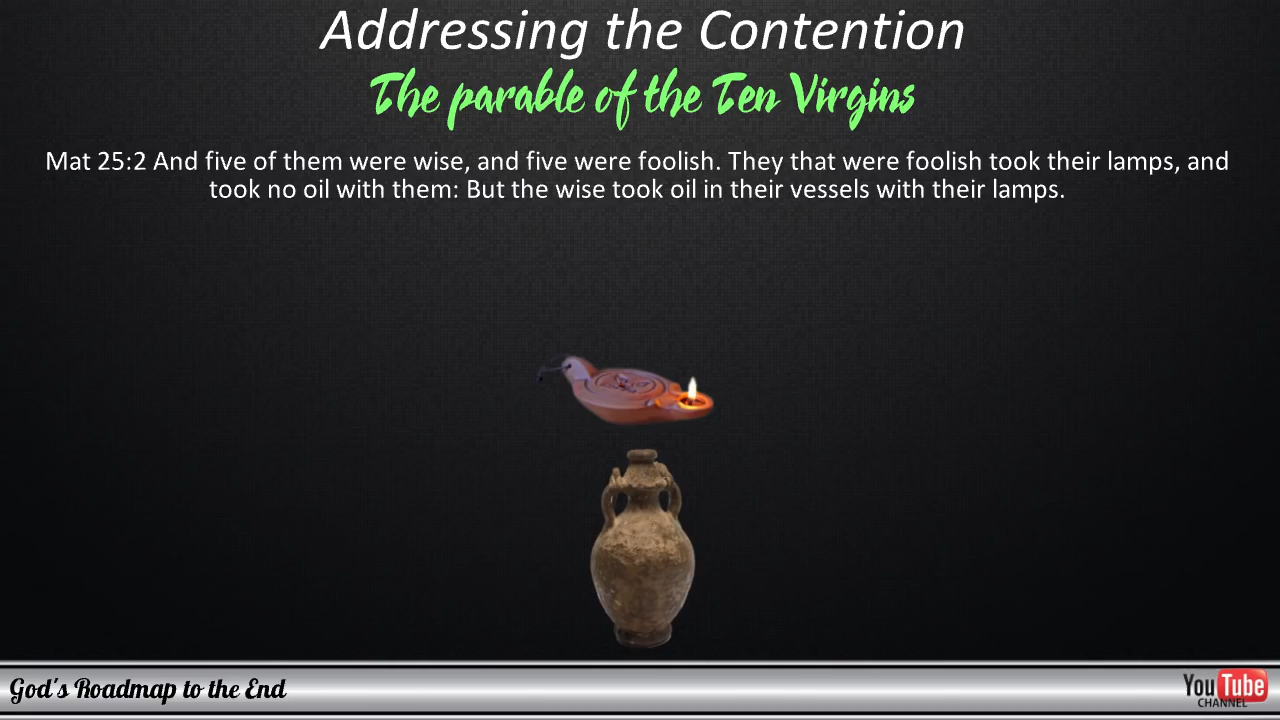 Addressing the Contention
The parable of the Ten Virgins
Mat 25:2 And five of them were wise, and five were foolish. They that were foolish took their lamps, and
took no oil with them: But the wise took oil in their vessels with their lamps.
God's Roadmap to the End
YouTube
CHANNEL